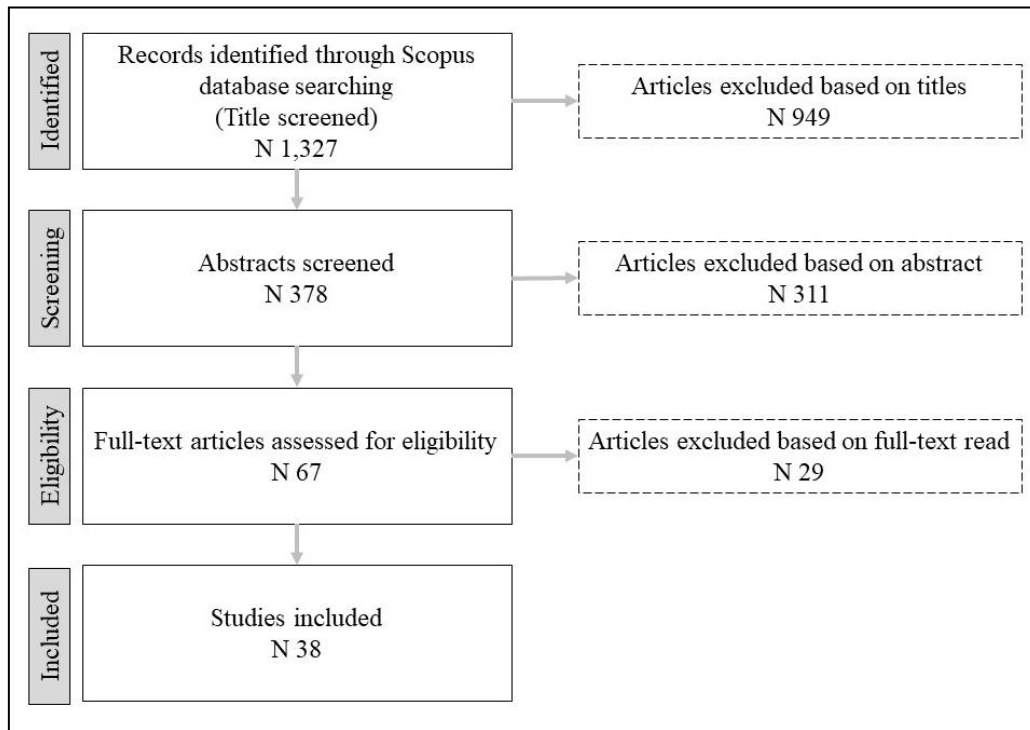 Identified
Records identified through Scopus
database searching
(Title screened)
N 1,327
Articles excluded based on titles
N 949
Screening
Abstracts screened
N 378
Articles excluded based on abstract
N 311
Eligibility
Full-text articles assessed for eligibility
N 67
Articles excluded based on full-text read
N 29
Included
Studies included
N 38